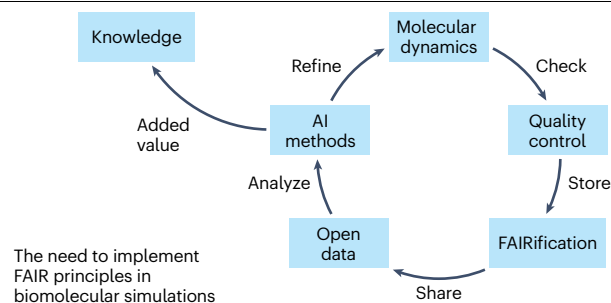 Knowledge
Molecular
dynamics
Refine
Check
Added
value
AI
methods
Quality
control
Analyze
Store
Open
data
FAIRification
Share
The need to implement
FAIR principles in
biomolecular simulations